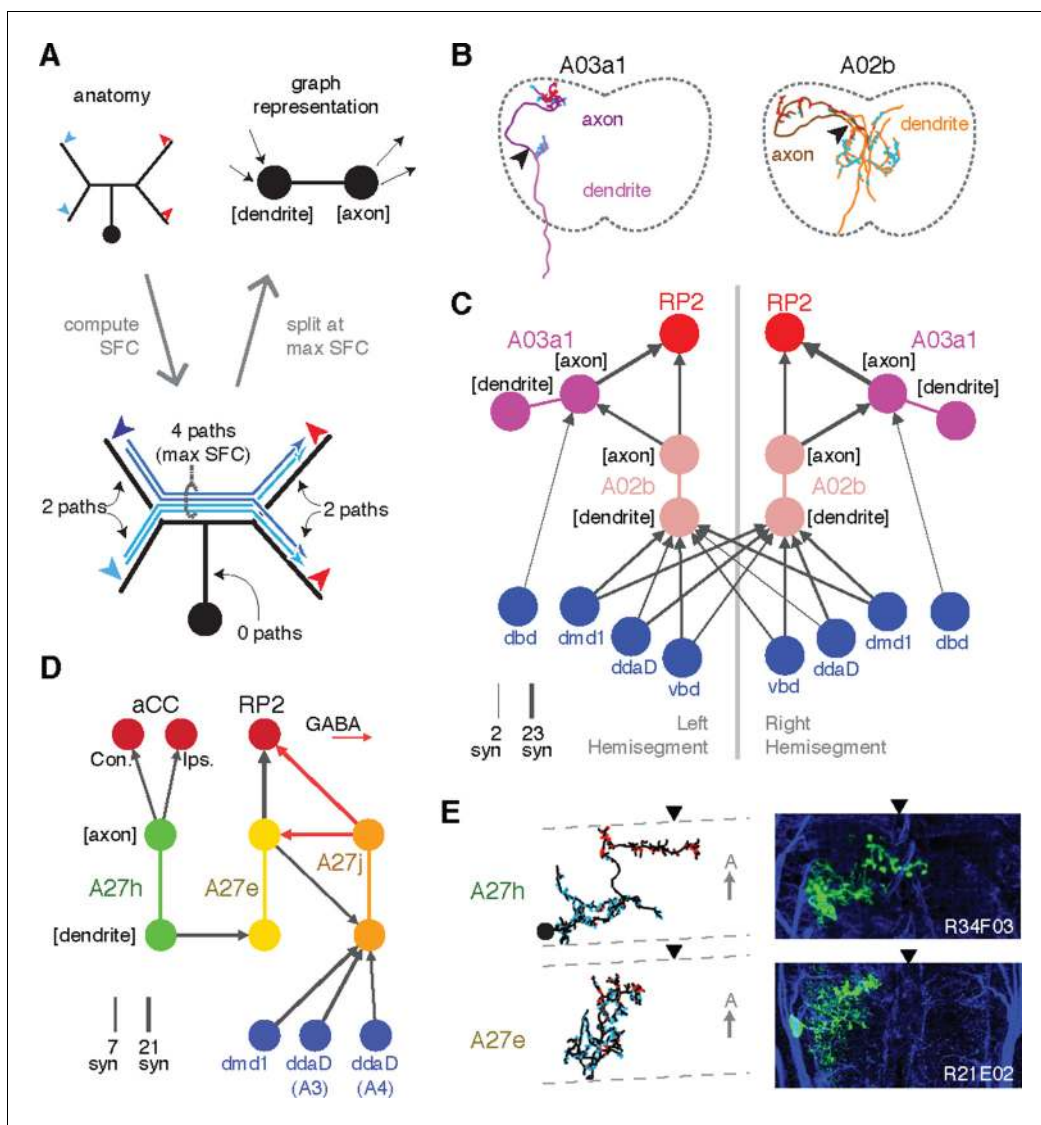 A
anatomy
graph
representation
[dendrite]
[axon]
compute
SFC
split at
max SFC
4 paths
(max SFC)
2 paths
2 paths
0 paths
B
A03a1
axon
dendrite
A02b
dendrite
axon
C
RP2
RP2
A03a1
A03a1
[axon]
[axon]
[dendrite]
[dendrite]
[axon]
[axon]
A02b
A02b
[dendrite]
[dendrite]
dbd
dmd1
ddaD
vbd
vbd
ddaD
dmd1
dbd
2
syn
23
syn
Left
Hemisegment
Right
Hemisegment
D
aCC
RP2
GABA
Con.
Ips.
[axon]
A27h
A27e
A27j
[dendrite]
7
syn
21
syn
dmd1
ddaD
(A3)
ddaD
(A4)
E
A27h
A
R34F03
A27e
A
R21E02